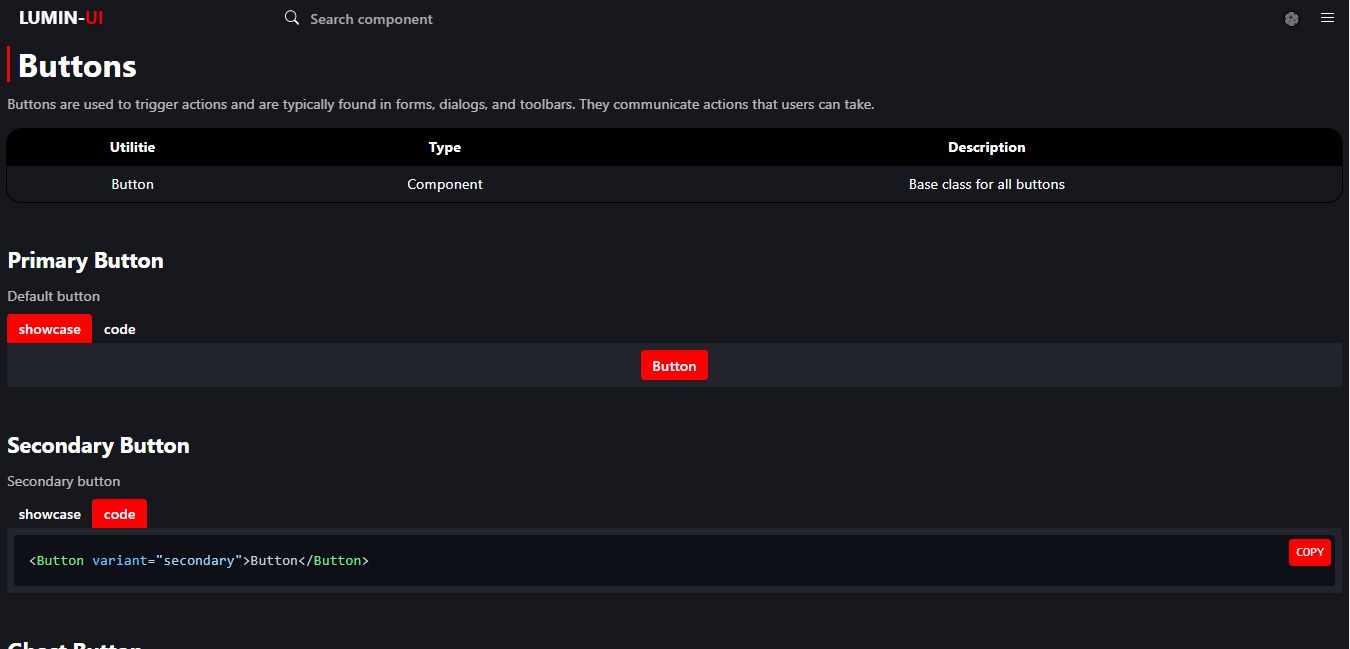 LUMIN-UI Search component
Buttons
Buttons are used to trigger actions and are typically found in forms, dialogs, and toolbars. They communicate actions that users can take.
Utilitie Type Description
Button Component Base class for all buttons
Primary Button
Default button
showcase code
Button
Secondary Button
Secondary button
showcase code
<Button variant="secondary">Button</Button> COPY
Ghost Button